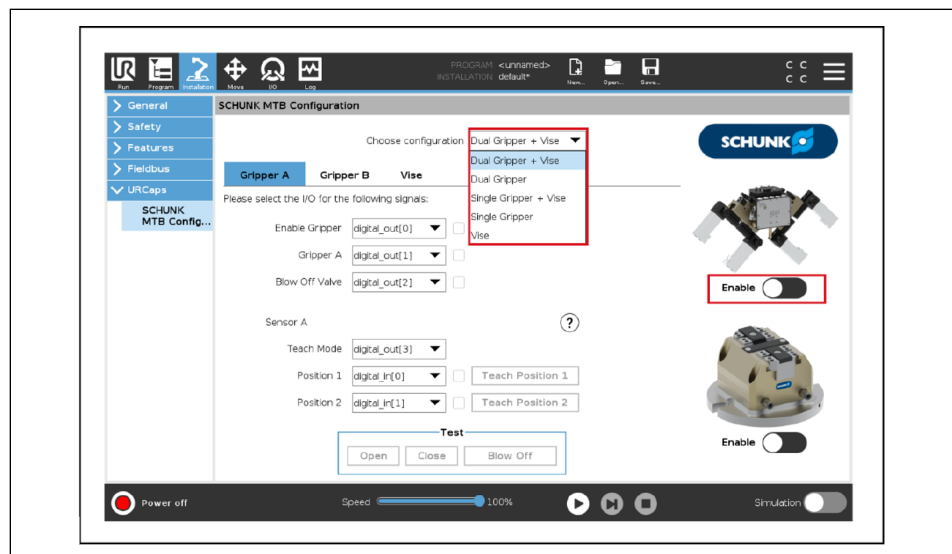 UR
PROGRAM <unnamed>
INSTALLATION default*
Run Program Installation Move I/O Log New... Open... Save...
C C
C C
General
Safety
Features
Fieldbus
URCaps
SCHUNK
MTB Config...
SCHUNK MTB Configuration
Choose configuration Dual Gripper + Vise
Dual Gripper + Vise
Dual Gripper
Single Gripper + Vise
Single Gripper
Vise
SCHUNK
Gripper A Gripper B Vise
Please select the I/O for the following signals:
Enable Gripper digital_out[0]
Gripper A digital_out[1]
Blow Off Valve digital_out[2]
Enable
Sensor A ?
Teach Mode digital_out[3]
Position 1 digital_in[0] Teach Position 1
Position 2 digital_in[1] Teach Position 2
Test
Open Close Blow Off
Enable
Power off
Speed 100%
Simulation